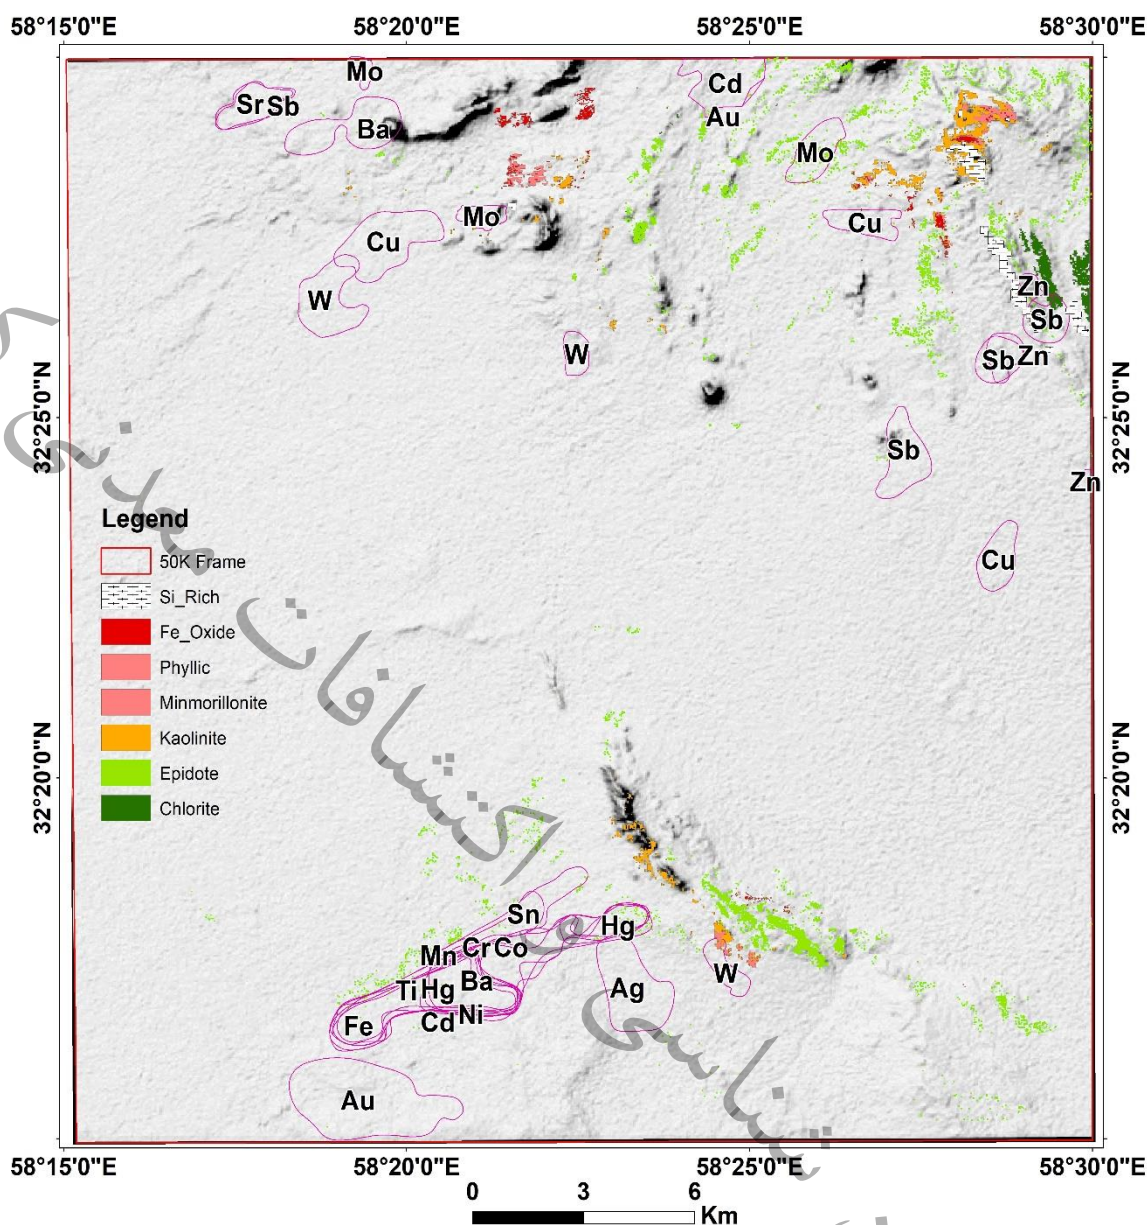 58°15'0"E 58°20'0"E 58°25'0"E 58°30'0"E
Mo
Cd
Sr Sb
Au
Ba
Mo
Mo
Cu
Cu
Zn
W
Sb
W
Sb Zn
32°25'0"N
32°25'0"N
Sb
Zn
Legend
50K Frame
Cu
Si_Rich
Fe_Oxide
Phyllic
Minmorillonite
Kaolinite
Epidote
Chlorite
32°20'0"N
32°20'0"N
Sn
Hg
Cr Co
Mn
W
Ba
Ti Hg
Ag
Ni
Fe
Cd
Au
58°15'0"E 58°20'0"E 58°25'0"E 58°30'0"E
0 3 6
Km
و اکتشافات معدنی